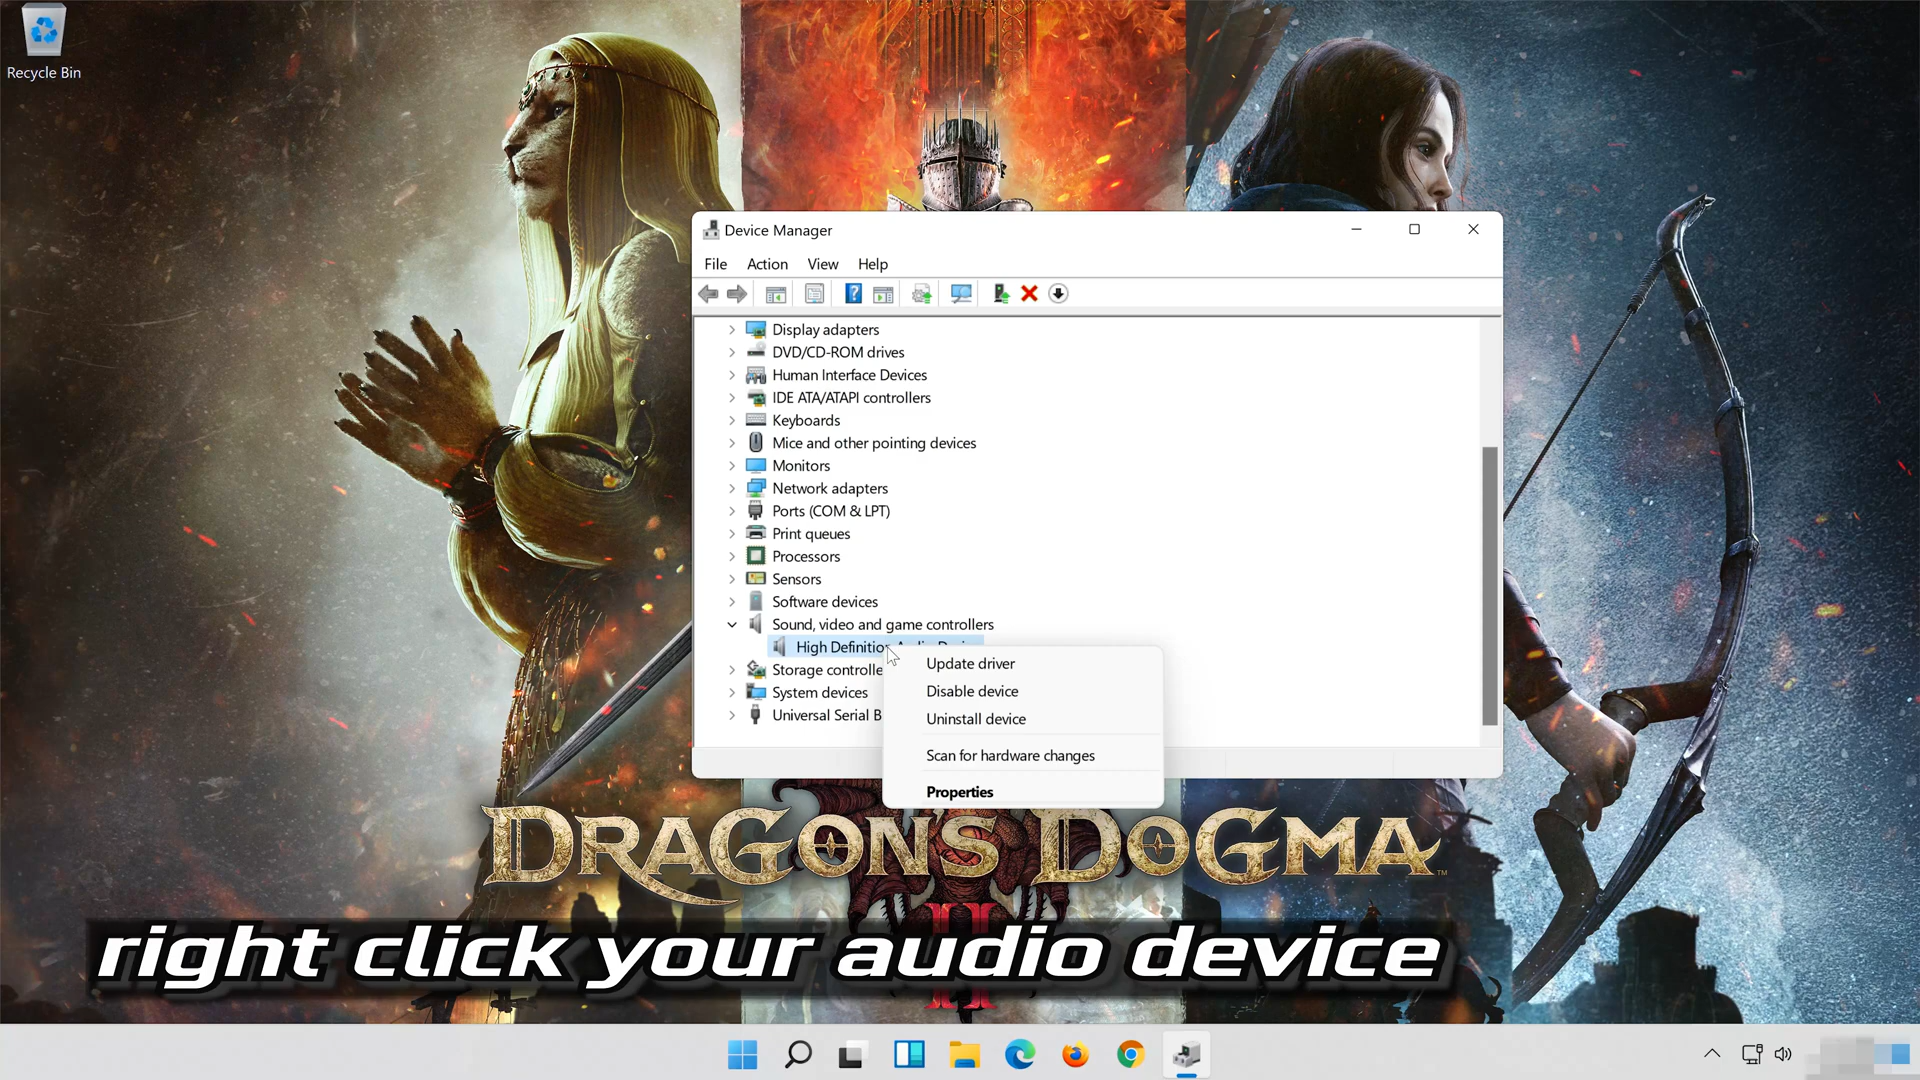 Recycle Bin
Device Manager
File Action View Help
Display adapters
DVD/CD-ROM drives
Human Interface Devices
IDE ATA/ATAPI controllers
Keyboards
Mice and other pointing devices
Monitors
Network adapters
Ports (COM & LPT)
Print queues
Processors
Sensors
Software devices
Sound, video and game controllers
High Definition
Storage controlle
System devices
Universal Serial B
Update driver
Disable device
Uninstall device
Scan for hardware changes
Properties
DRAGONS DOGMA™
II
right click your audio device